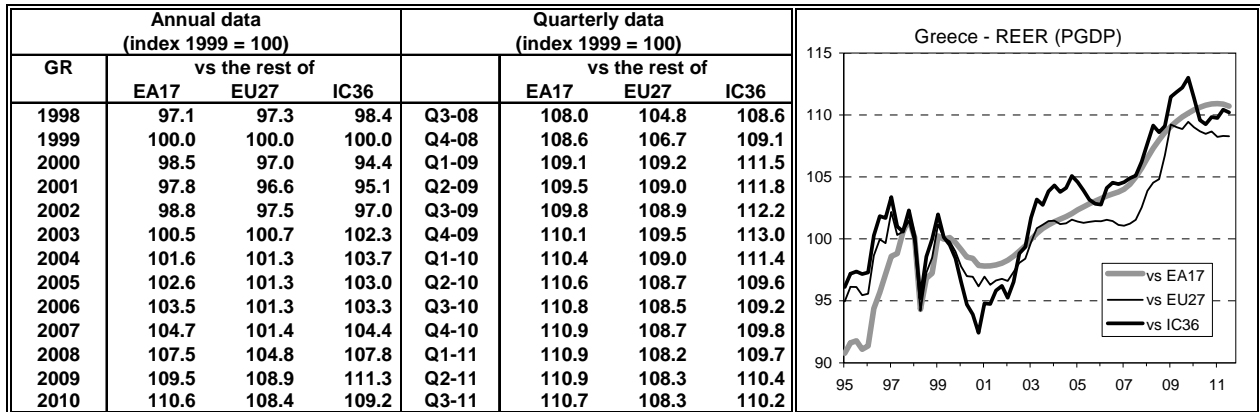 Annual data
(index 1999 = 100)
Quarterly data
(index 1999 = 100)
GR vs the rest of vs the rest of
EA17 EU27 IC36 EA17 EU27 IC36
1998 97.1 97.3 98.4 Q3-08 108.0 104.8 108.6
1999 100.0 100.0 100.0 Q4-08 108.6 106.7 109.1
2000 98.5 97.0 94.4 Q1-09 109.1 109.2 111.5
2001 97.8 96.6 95.1 Q2-09 109.5 109.0 111.8
2002 98.8 97.5 97.0 Q3-09 109.8 108.9 112.2
2003 100.5 100.7 102.3 Q4-09 110.1 109.5 113.0
2004 101.6 101.3 103.7 Q1-10 110.4 109.0 111.4
2005 102.6 101.3 103.0 Q2-10 110.6 108.7 109.6
2006 103.5 101.3 103.3 Q3-10 110.8 108.5 109.2
2007 104.7 101.4 104.4 Q4-10 110.9 108.7 109.8
2008 107.5 104.8 107.8 Q1-11 110.9 108.2 109.7
2009 109.5 108.9 111.3 Q2-11 110.9 108.3 110.4
2010 110.6 108.4 109.2 Q3-11 110.7 108.3 110.2
Greece - REER (PGDP)
115
110
105
100
95
90
95 97 99 01 03 05 07 09 11
vs EA17
vs EU27
vs IC36